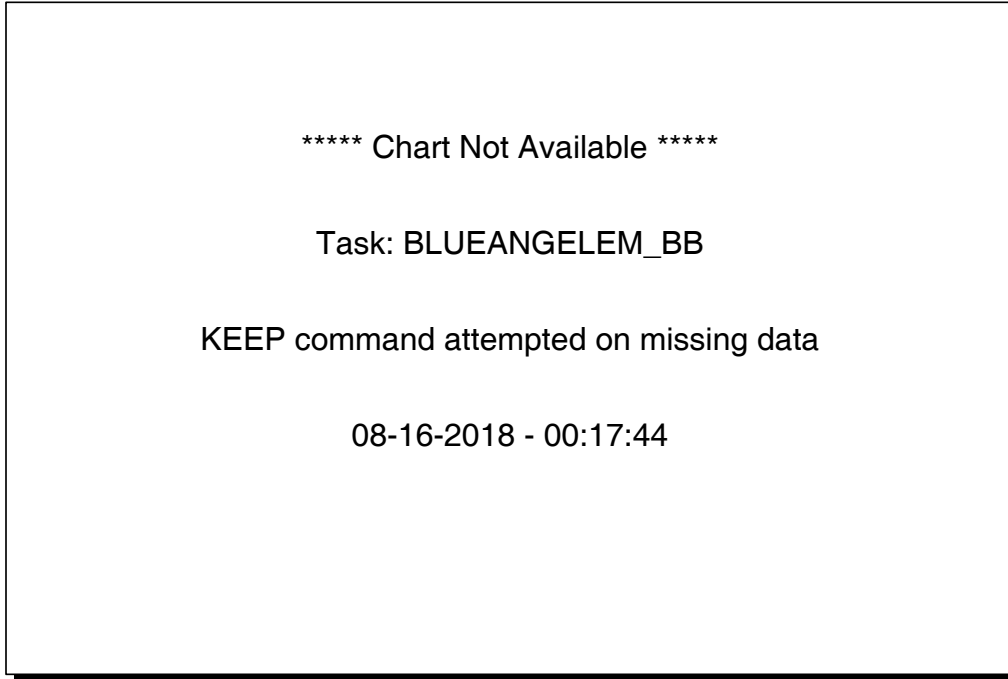 ***** Chart Not Available *****
Task: BLUEANGELEM_BB
KEEP command attempted on missing data
08-16-2018 - 00:17:44